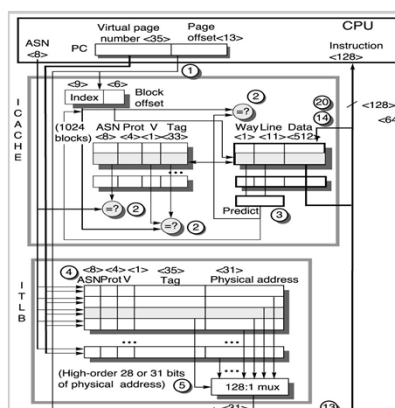 CPU
Virtual page number <35>
Page offset<13>
ASN <8>
PC
Instruction <128>
1
<9> <6>
Index
Block offset
2
=?
20
<128>
<64
14
I C A C H E
(1024 blocks)
ASN Prot V Tag
<8> <4><1> <33>
Way Line Data
<1> <11> <512>
...
=? 2
=? 2
Predict
3
I T L B
4
<8><4><1> <35> <31>
ASN Prot V Tag Physical address
... ...
(High-order 28 or 31 bits of physical address)
5
128:1 mux
<31>
13